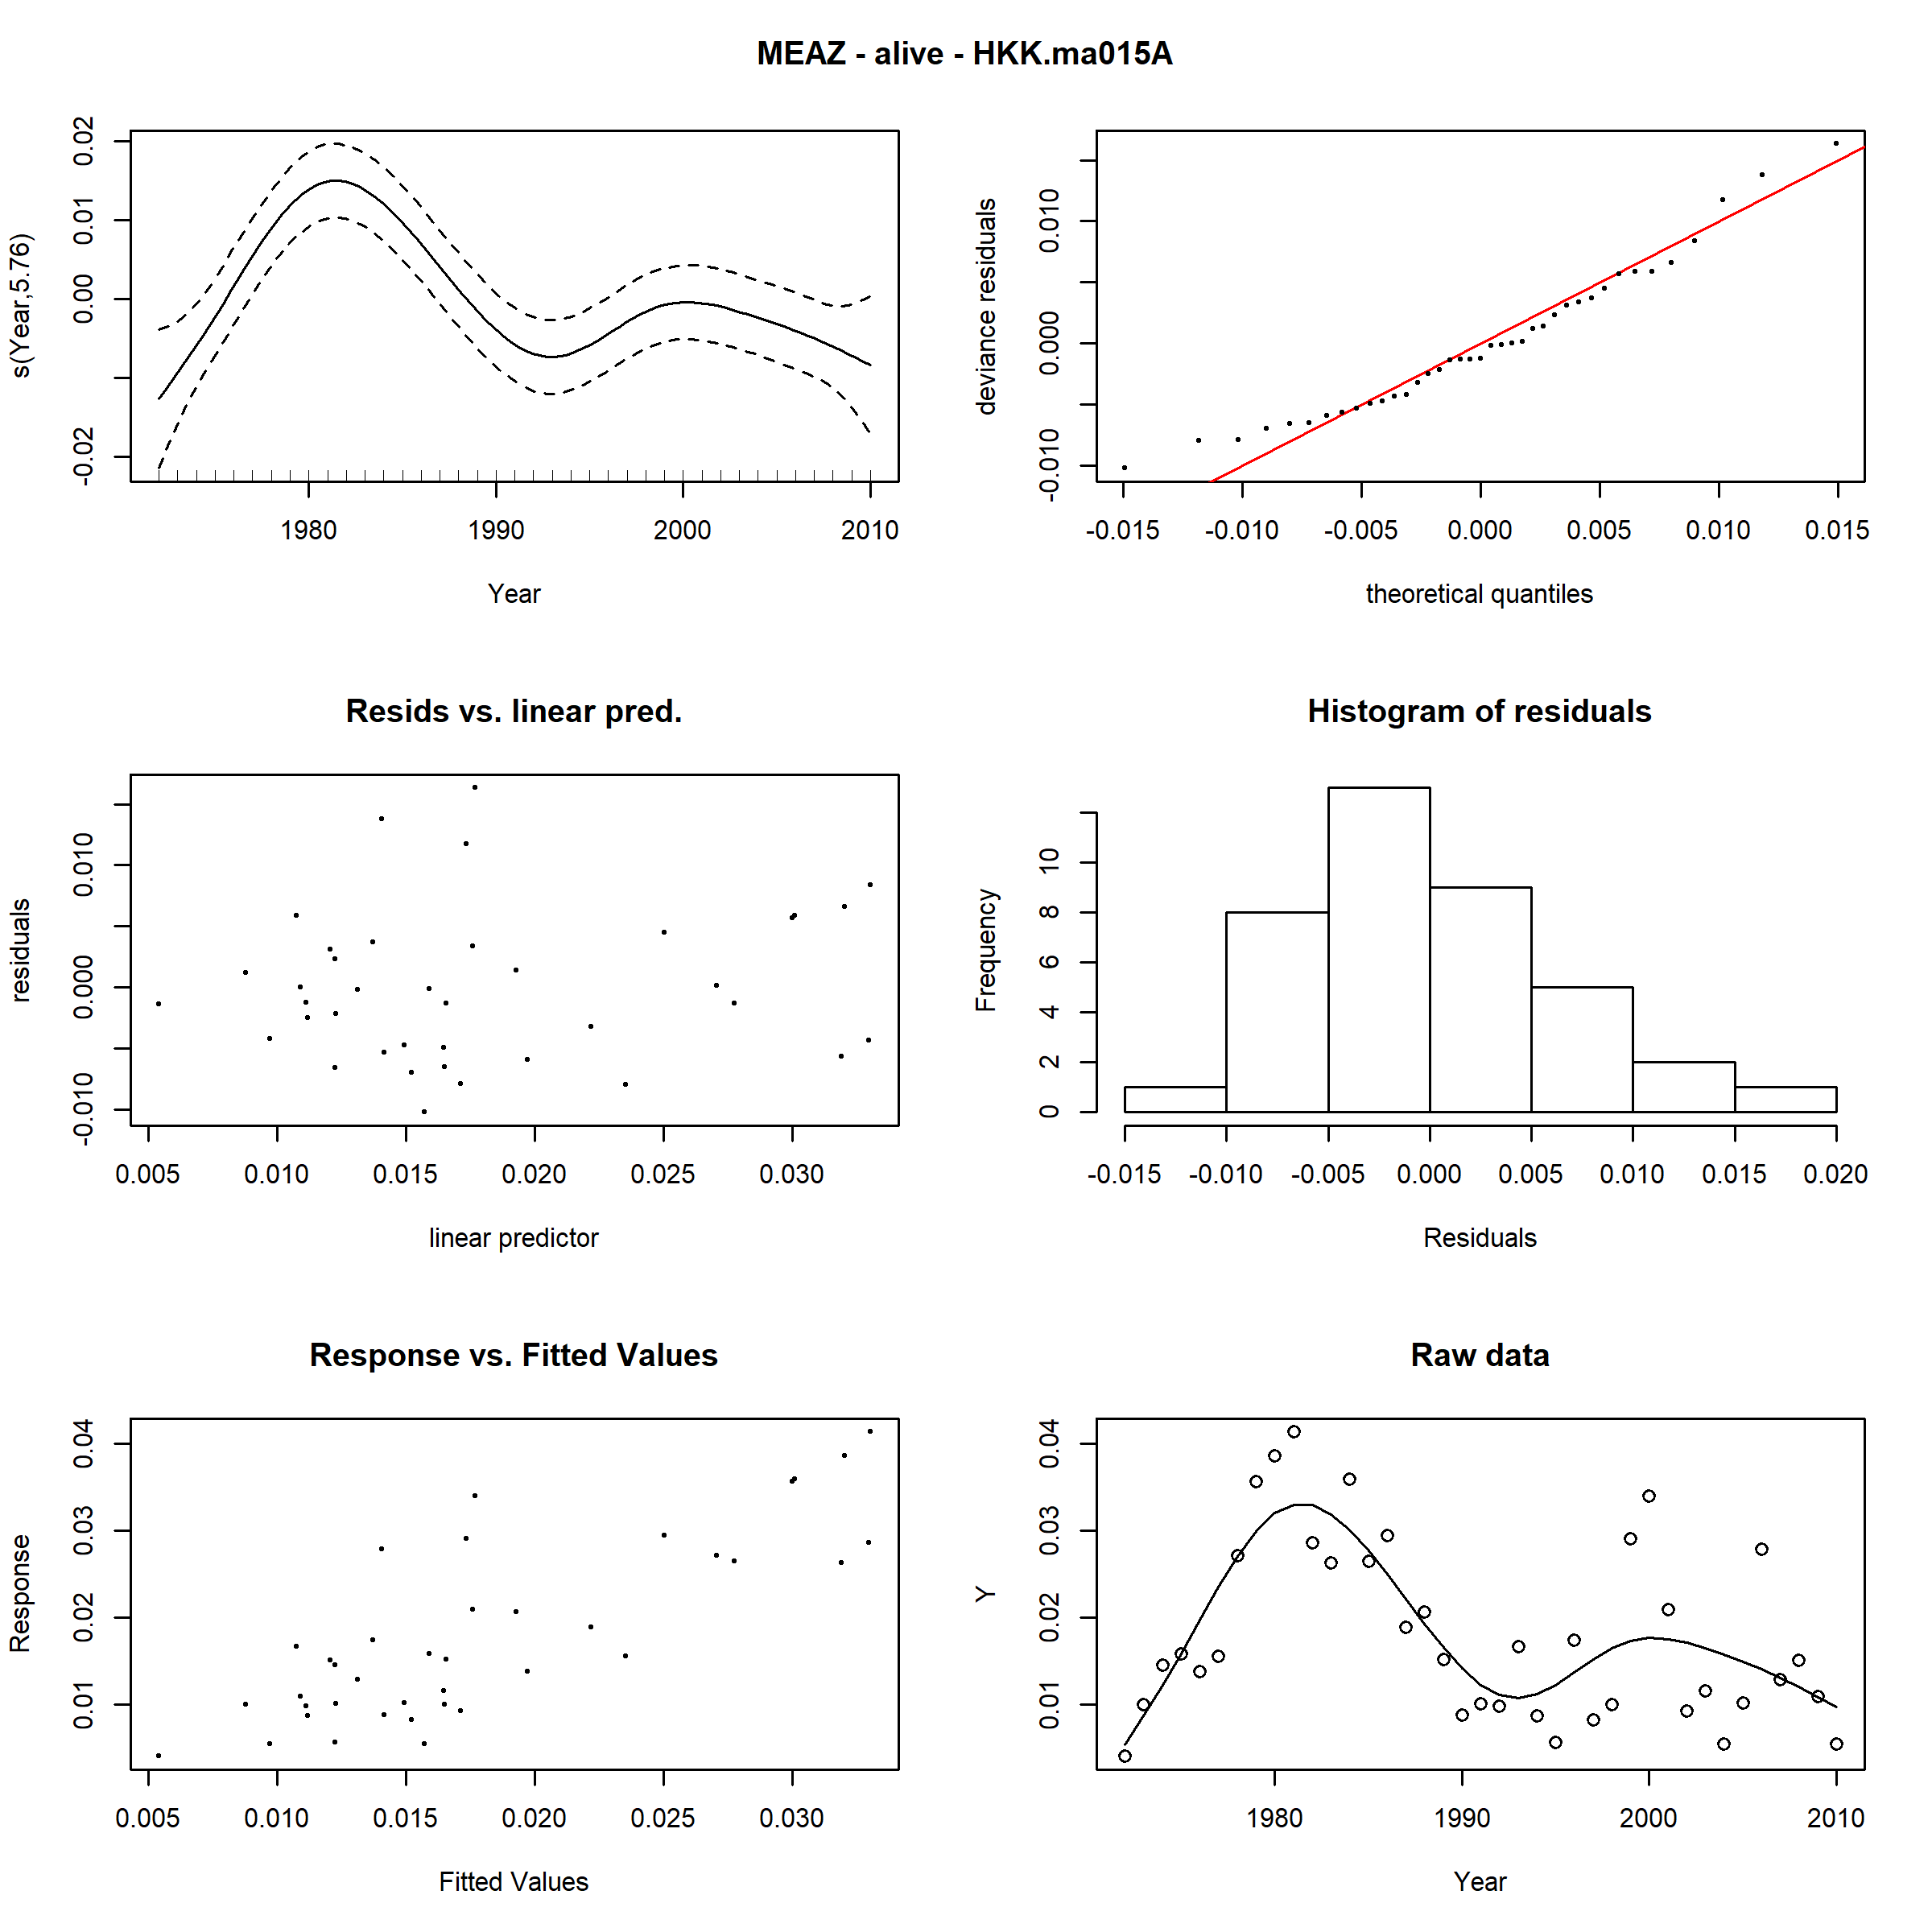 MEAZ - alive - HKK.ma015A
s(Year,5.76)
0.02
0.01
0.00
-0.02
1980 1990 2000 2010
Year
deviance residuals
0.010
0.000
-0.010
-0.015 -0.010 -0.005 0.000 0.005 0.010 0.015
theoretical quantiles
Resids vs. linear pred.
residuals
0.010
0.000
-0.010
0.005 0.010 0.015 0.020 0.025 0.030
linear predictor
Histogram of residuals
Frequency
10
8
6
4
2
0
-0.015 -0.010 -0.005 0.000 0.005 0.010 0.015 0.020
Residuals
Response vs. Fitted Values
Response
0.04
0.03
0.02
0.01
0.005 0.010 0.015 0.020 0.025 0.030
Fitted Values
Raw data
Y
0.04
0.03
0.02
0.01
1980 1990 2000 2010
Year